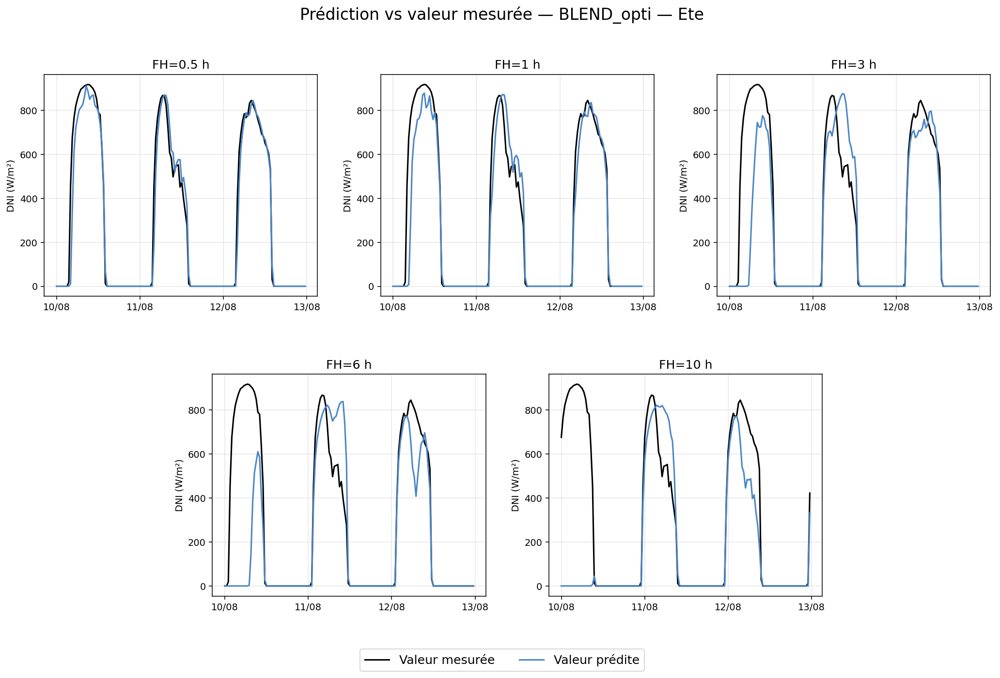 Prédiction vs valeur mesurée — BLEND_opti — Ete
FH=0.5 h
DNI (W/m²)
800
600
400
200
0
10/08 11/08 12/08 13/08
FH=1 h
DNI (W/m²)
800
600
400
200
0
10/08 11/08 12/08 13/08
FH=3 h
DNI (W/m²)
800
600
400
200
0
10/08 11/08 12/08 13/08
FH=6 h
DNI (W/m²)
800
600
400
200
0
10/08 11/08 12/08 13/08
FH=10 h
DNI (W/m²)
800
600
400
200
0
10/08 11/08 12/08 13/08
Valeur mesurée Valeur prédite